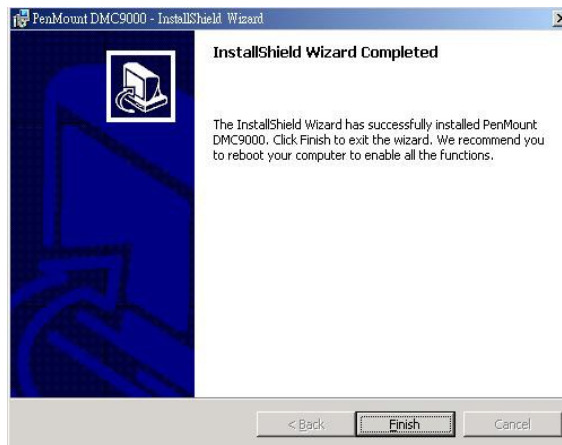 PenMount DMC9000 - InstallShield Wizard
InstallShield Wizard Completed
The InstallShield Wizard has successfully installed PenMount
DMC9000. Click Finish to exit the wizard. We recommend you
to reboot your computer to enable all the functions.
< Back
Finish
Cancel